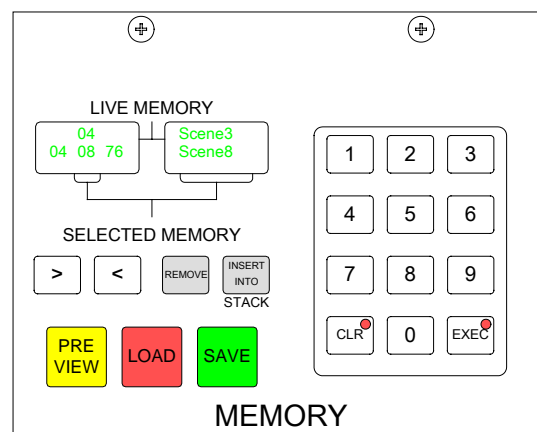 LIVE MEMORY
04 Scene3
04 08 76 Scene8
SELECTED MEMORY
> < REMOVE INSERT
INTO
STACK
PRE
VIEW
LOAD
SAVE
1 2 3
4 5 6
7 8 9
CLR 0 EXEC
MEMORY